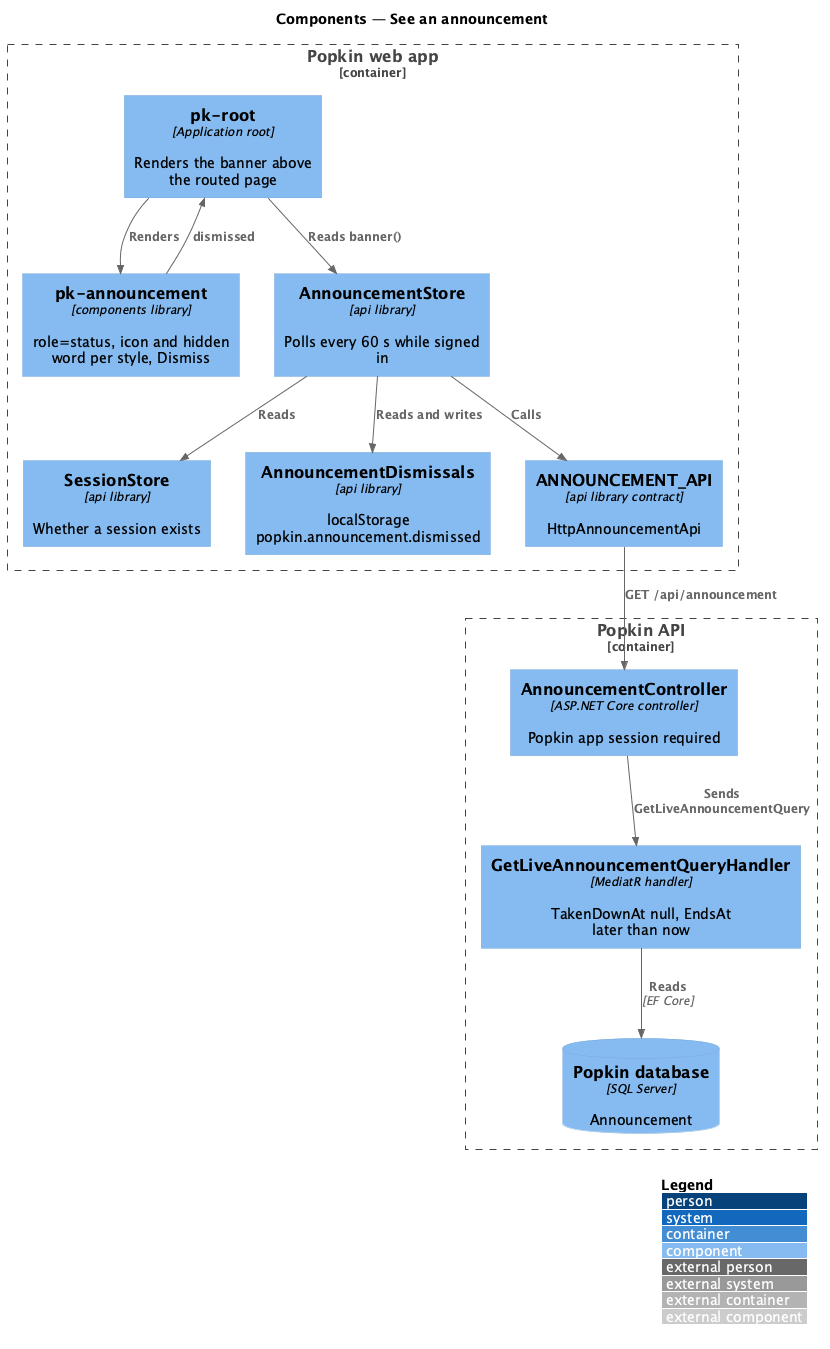 Components — See an announcement
Popkin web app
[container]
pk-root
[Application root]
Renders the banner above
the routed page
Renders
dismissed
Reads banner()
pk-announcement
[components library]
role=status, icon and hidden
word per style, Dismiss
AnnouncementStore
[api library]
Polls every 60 s while signed
in
Reads
Reads and writes
Calls
SessionStore
[api library]
Whether a session exists
AnnouncementDismissals
[api library]
localStorage
popkin.announcement.dismissed
ANNOUNCEMENT_API
[api library contract]
HttpAnnouncementApi
GET /api/announcement
Popkin API
[container]
AnnouncementController
[ASP.NET Core controller]
Popkin app session required
Sends
GetLiveAnnouncementQuery
GetLiveAnnouncementQueryHandler
[MediatR handler]
TakenDownAt null, EndsAt
later than now
Reads
[EF Core]
Popkin database
[SQL Server]
Announcement
Legend
person
system
container
component
external person
external system
external container
external component